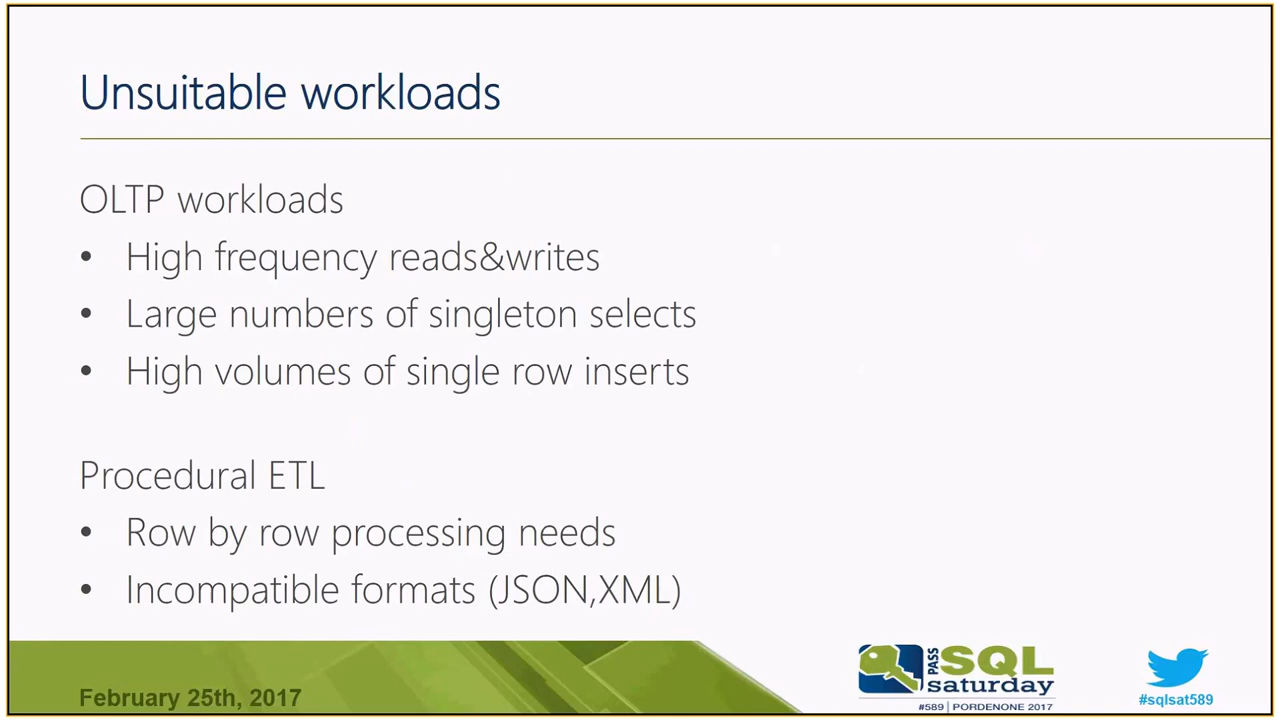 Unsuitable workloads
OLTP workloads
• High frequency reads&writes
• Large numbers of singleton selects
• High volumes of single row inserts
Procedural ETL
• Row by row processing needs
• Incompatible formats (JSON,XML)
February 25th, 2017
PASS SQL saturday
#589 | PORDENONE 2017
#sqlsat589